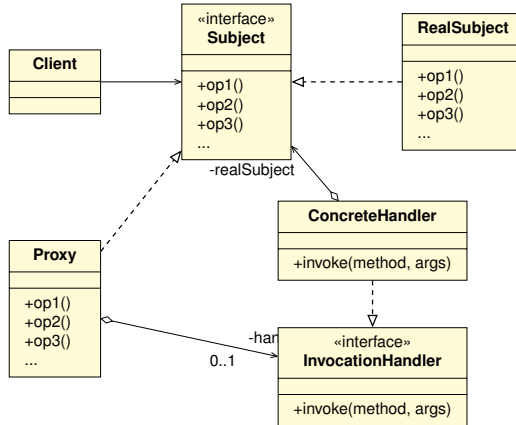 «interface»
Subject
+op1()
+op2()
+op3()
...
RealSubject
+op1()
+op2()
+op3()
...
Client
-realSubject
ConcreteHandler
+invoke(method, args)
Proxy
+op1()
+op2()
+op3()
...
-han
0..1
«interface»
InvocationHandler
+invoke(method, args)